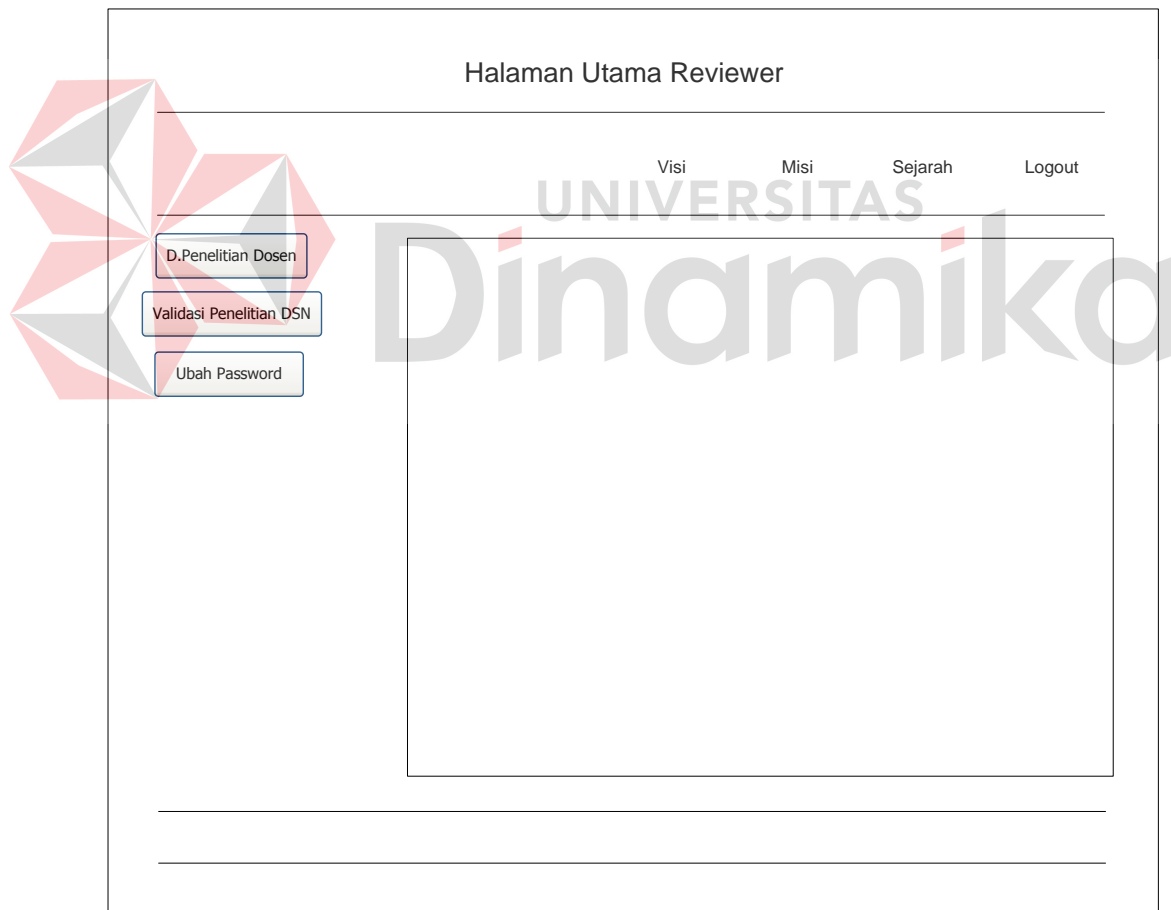 Halaman Utama Reviewer
Visi Misi Sejarah Logout
UNIVERSITAS
Dinamika
D.Penelitian Dosen
Validasi Penelitian DSN
Ubah Password